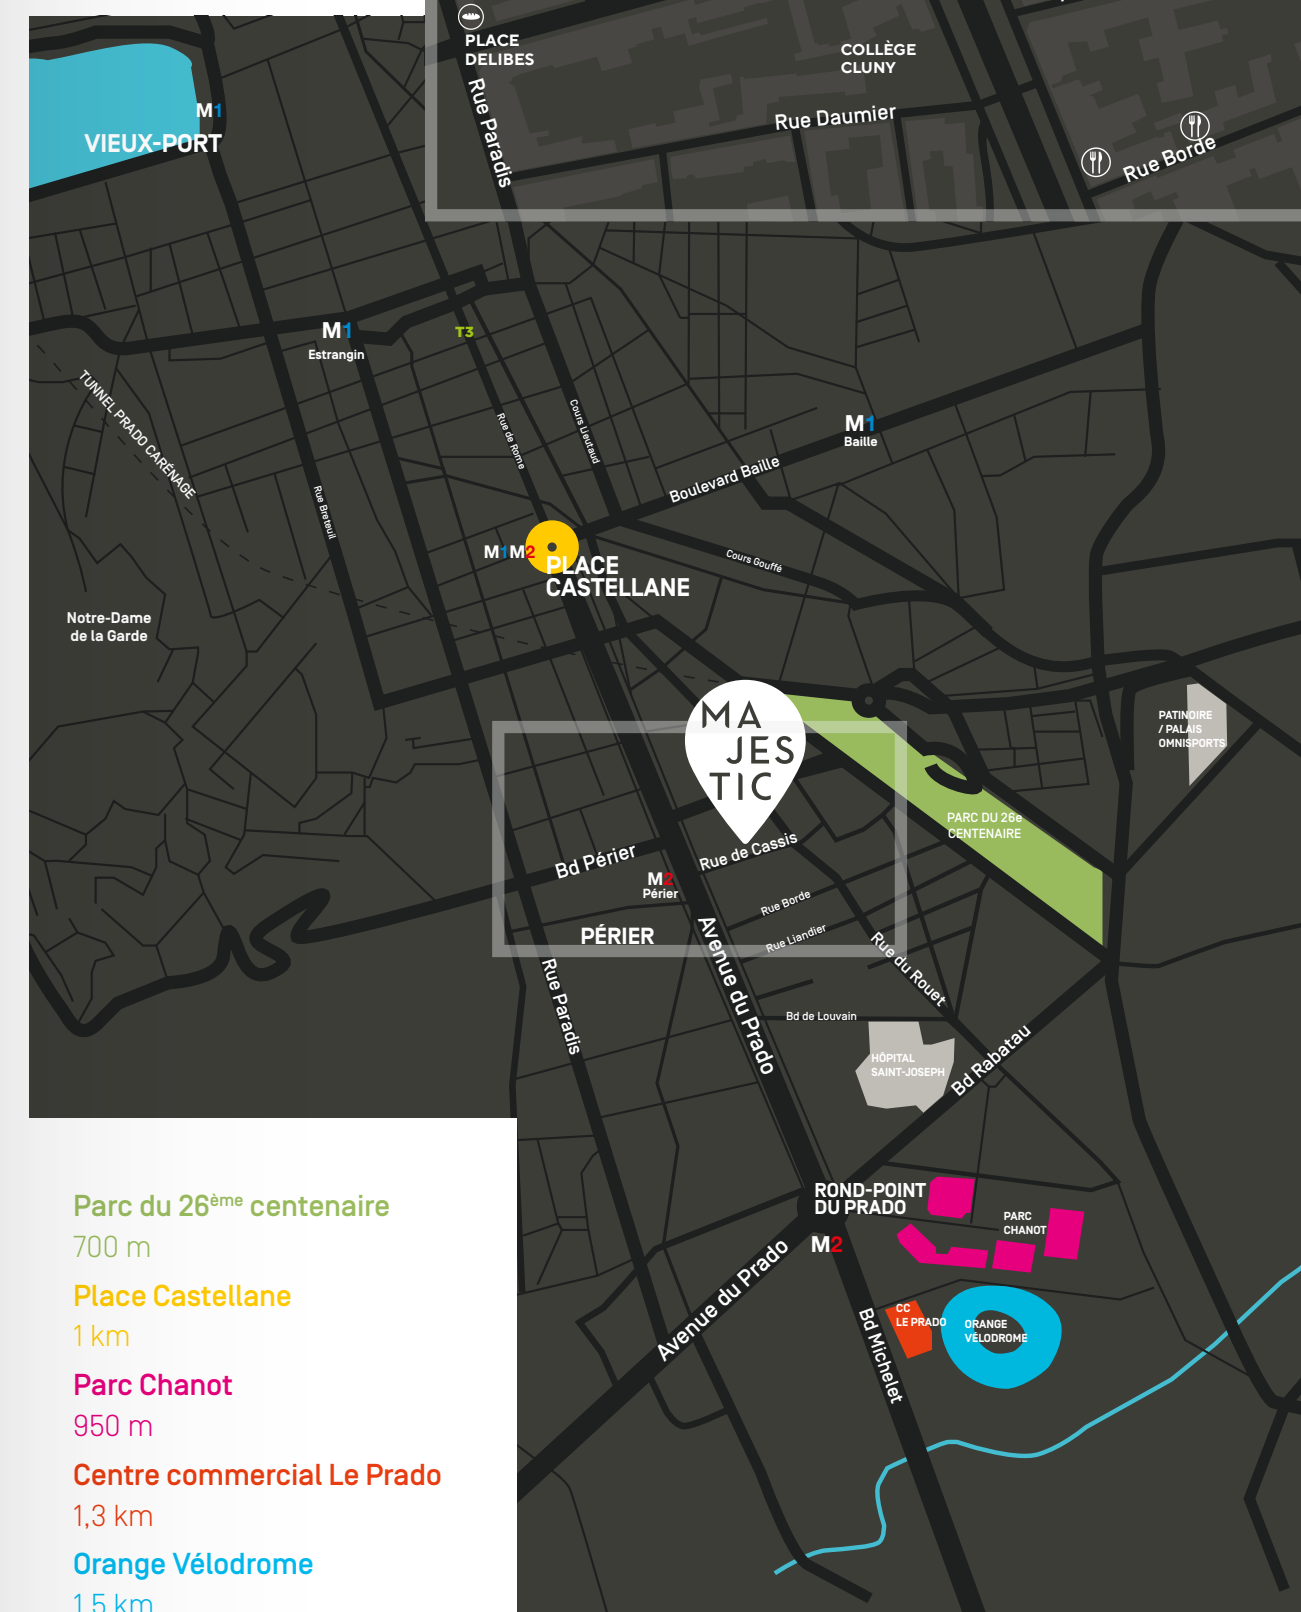 PLACE
DELIBES
COLLÈGE
CLUNY
Rue Paradis
Rue Daumier
Rue Borde
M1
VIEUX-PORT
M1
Estrangin
T3
TUNNEL PRADO CARÉNAGE
Rue Breteuil
Rue de Rome
Cours Lieutaud
M1
Baille
Boulevard Baille
M1M2
PLACE
CASTELLANE
Cours Gouffé
Notre-Dame
de la Garde
PATINOIRE
/ PALAIS
OMNISPORTS
MA
JES
TIC
PARC DU 26e
CENTENAIRE
Bd Périer
Rue de Cassis
M2
Périer
Rue Borde
PÉRIER
Rue Liandier
Avenue du Prado
Rue du Rouet
Rue Paradis
Bd de Louvain
HÔPITAL
SAINT-JOSEPH
Bd Rabatau
ROND-POINT
DU PRADO
M2
PARC
CHANOT
Avenue du Prado
Bd Michelet
CC
LE PRADO
ORANGE
VÉLODROME
Parc du 26ème centenaire
700 m
Place Castellane
1 km
Parc Chanot
950 m
Centre commercial Le Prado
1,3 km
Orange Vélodrome
1,5 km